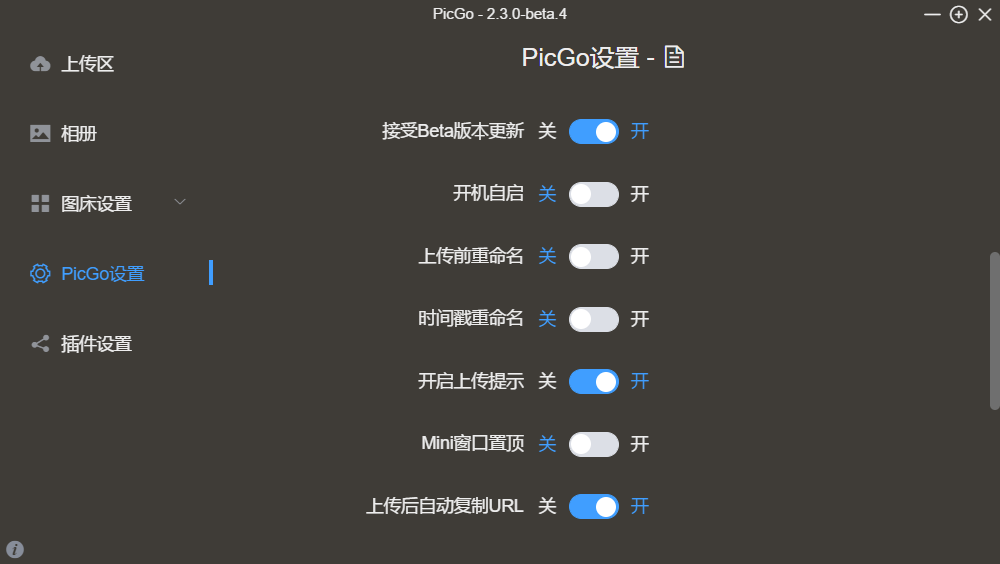 PicGo - 2.3.0-beta.4
上传区
相册
图床设置
PicGo设置
插件设置
PicGo设置 -
接受Beta版本更新 关 开
开机自启 关 开
上传前重命名 关 开
时间戳重命名 关 开
开启上传提示 关 开
Mini窗口置顶 关 开
上传后自动复制URL 关 开